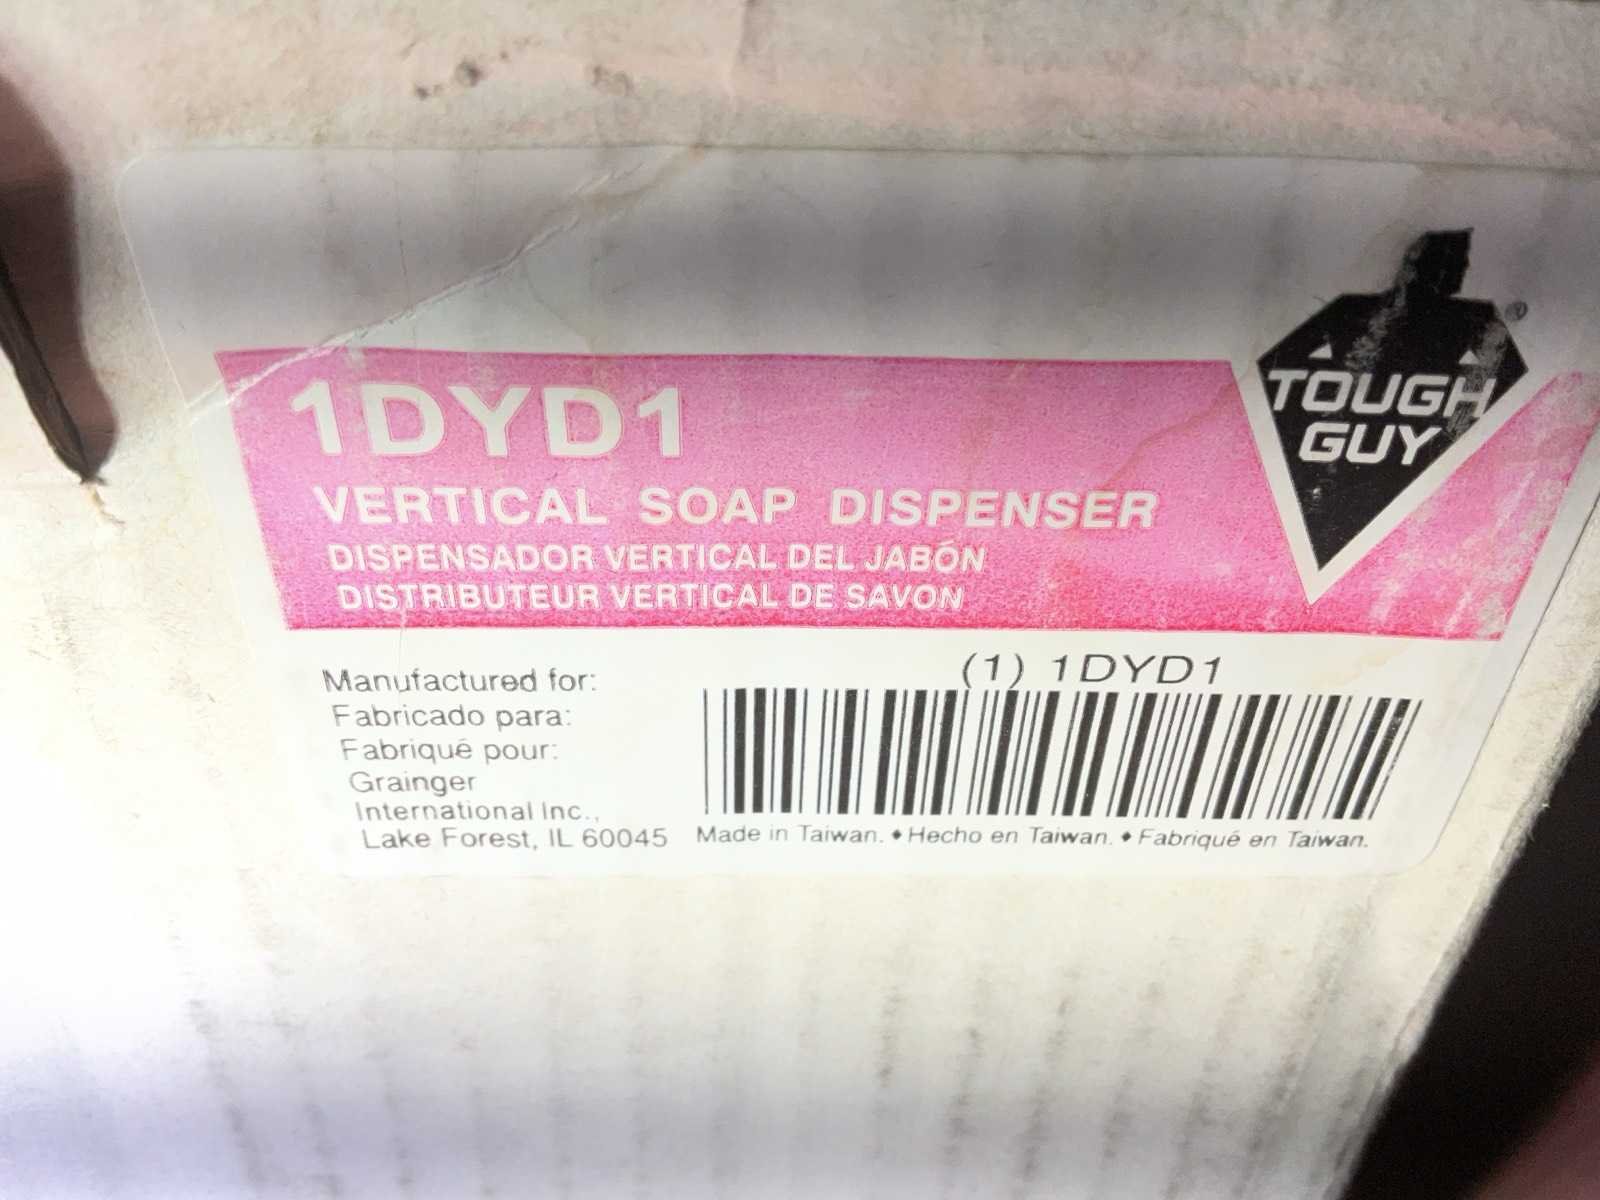 1DYD1
VERTICAL SOAP DISPENSER
DISPENSADOR VERTICAL DEL JABÓN
DISTRIBUTEUR VERTICAL DE SAVON
TOUGH
GUY
®
Manufactured for:
Fabricado para:
Fabriqué pour:
Grainger
International Inc.,
Lake Forest, IL 60045
(1) 1DYD1
Made in Taiwan. ◆ Hecho en Taiwan. ◆ Fabriqué en Taiwan.